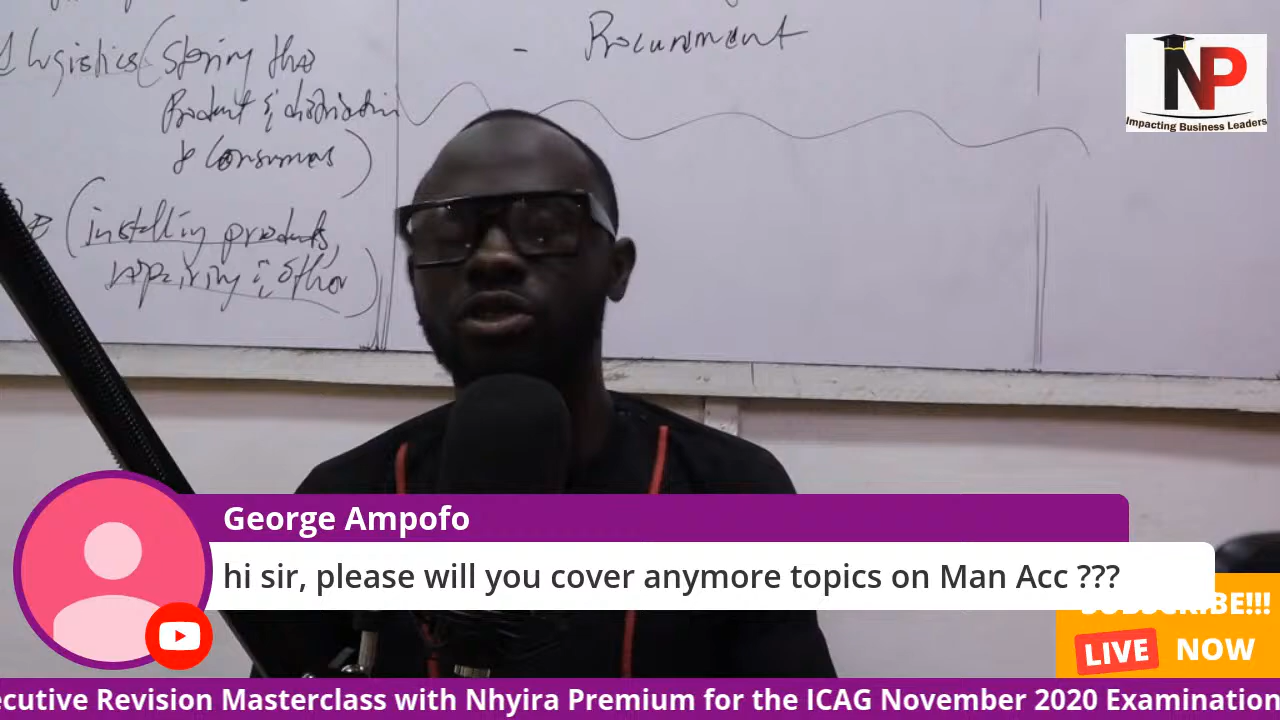 logistics (Storing the
Product & distribution
to Consumers)
(installing products,
repairing & other)
- Procurement
NP
Impacting Business Leaders
George Ampofo
hi sir, please will you cover anymore topics on Man Acc ???
SUBSCRIBE!!!
LIVE NOW
ecutive Revision Masterclass with Nhyira Premium for the ICAG November 2020 Examination